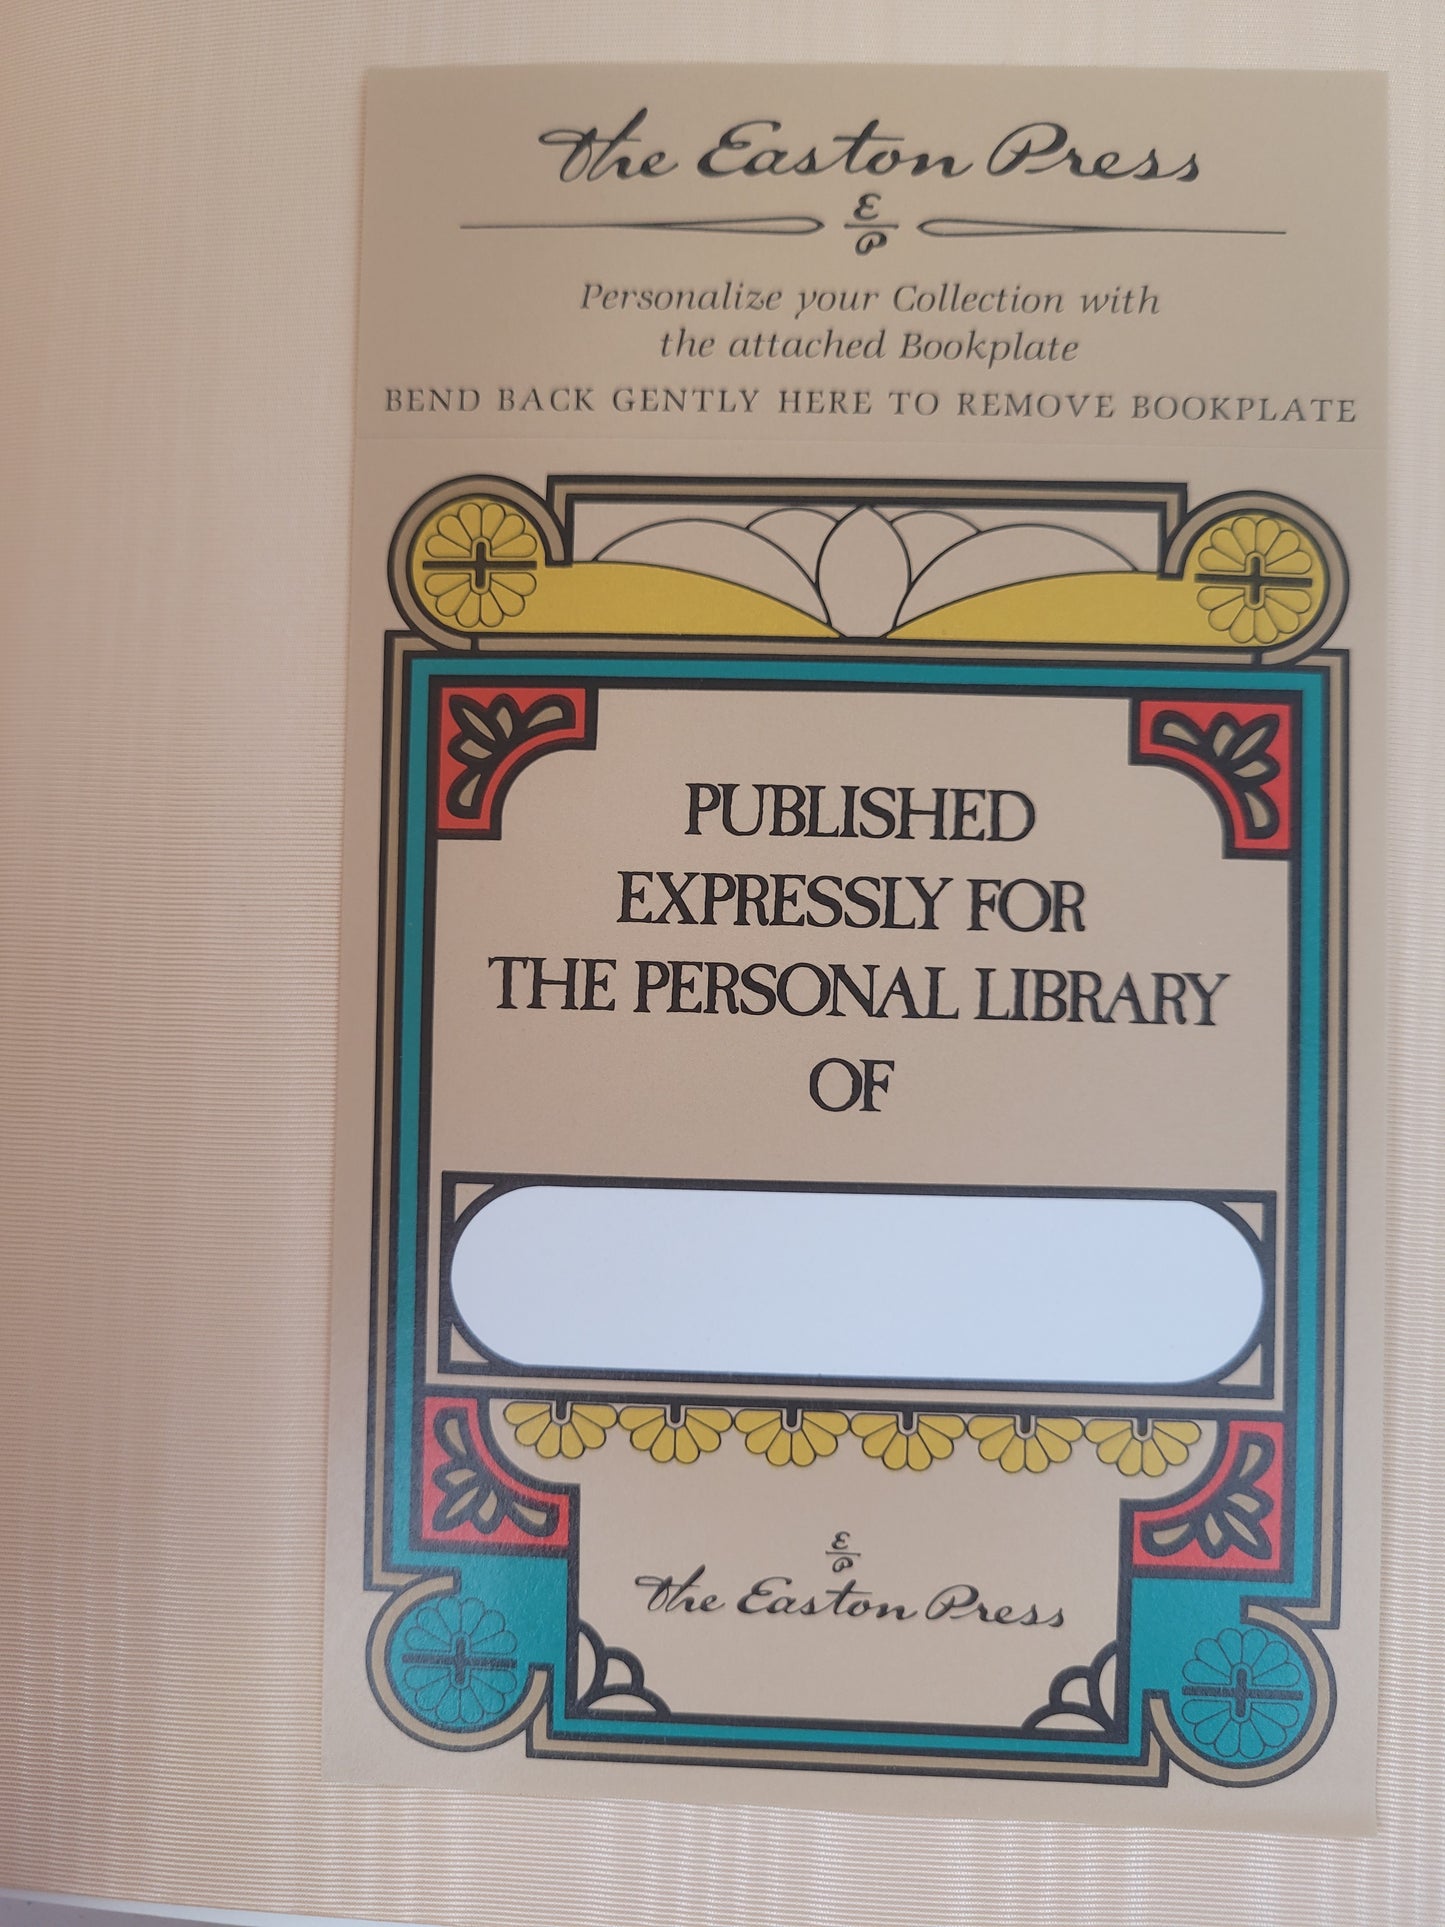 The Easton Press
E
P
Personalize your Collection with
the attached Bookplate
BEND BACK GENTLY HERE TO REMOVE BOOKPLATE
PUBLISHED
EXPRESSLY FOR
THE PERSONAL LIBRARY
OF
E
P
The Easton Press